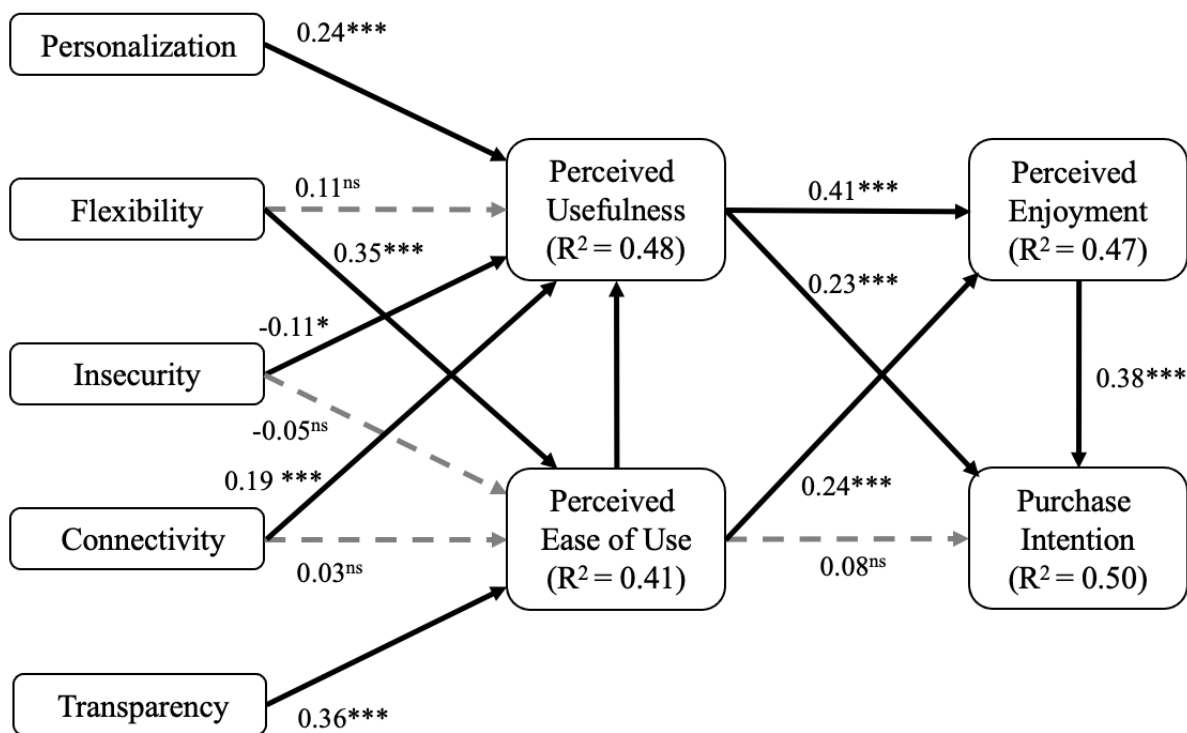 Personalization
0.24***
Flexibility
0.11ns
0.35***
Insecurity
-0.11*
-0.05ns
Connectivity
0.19 ***
0.03ns
Transparency
0.36***
Perceived
Usefulness
(R² = 0.48)
Perceived
Ease of Use
(R² = 0.41)
0.41***
0.23***
0.24***
0.08ns
Perceived
Enjoyment
(R² = 0.47)
0.38***
Purchase
Intention
(R² = 0.50)